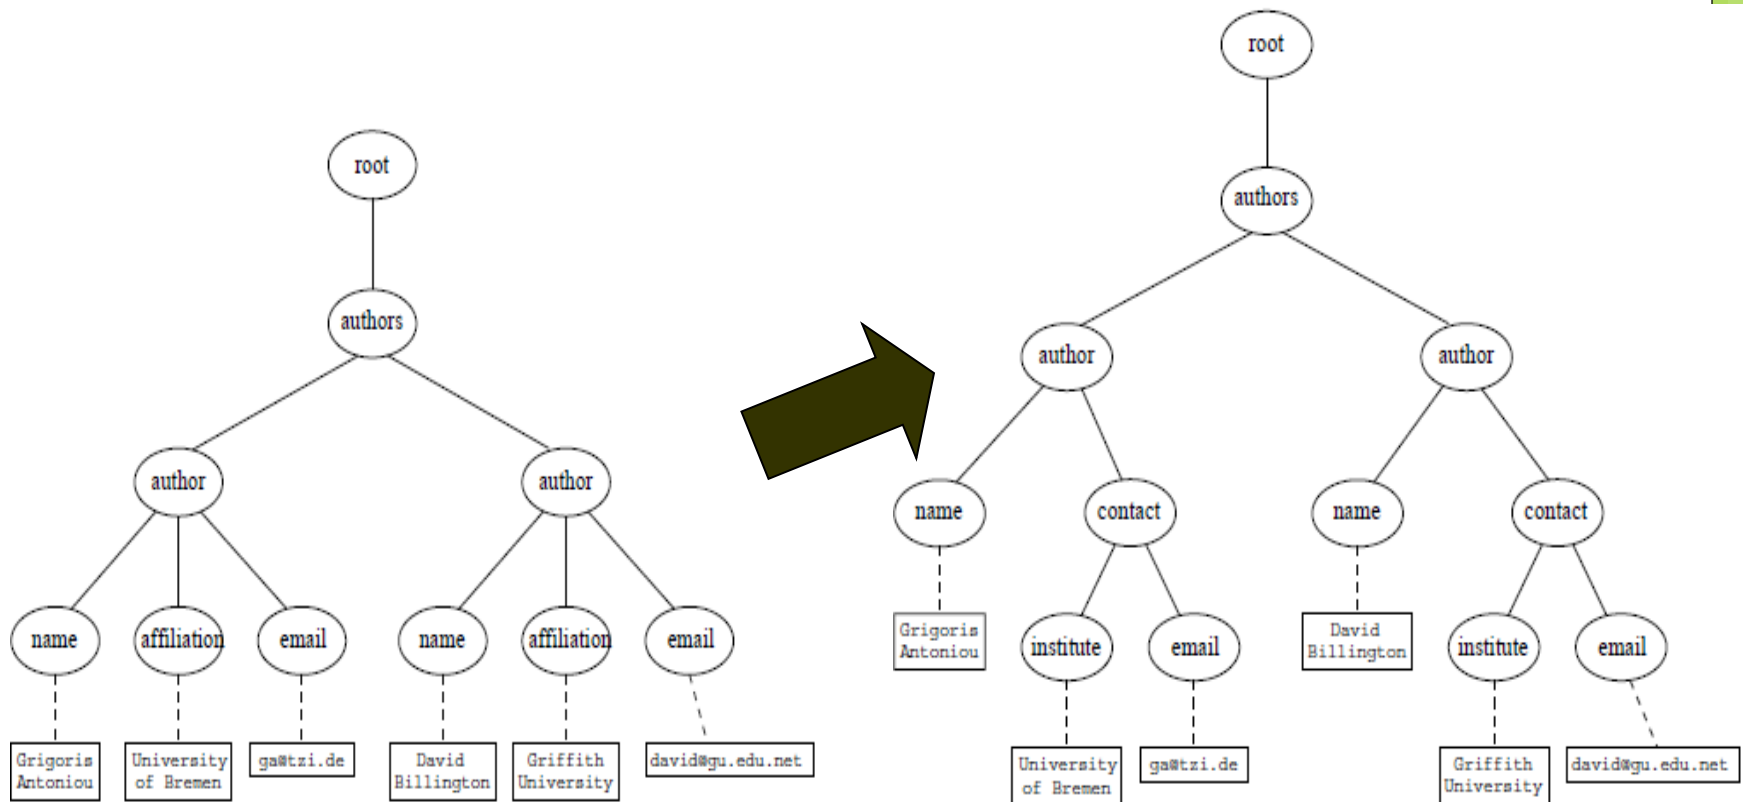 root
authors
author
author
name
affiliation
email
name
affiliation
email
Grigoris
Antoniou
University
of Bremen
ga@tzi.de
David
Billington
Griffith
University
david@gu.edu.net
root
authors
author
author
name
contact
name
contact
Grigoris
Antoniou
institute
email
David
Billington
institute
email
University
of Bremen
ga@tzi.de
Griffith
University
david@gu.edu.net